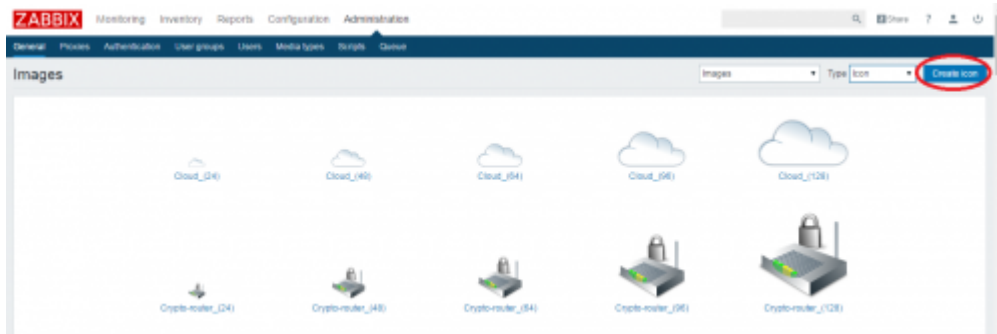 ZABBIX Monitoring Inventory Reports Configuration Administration Share ?
General Proxies Authentication User groups Users Media types Scripts Queue
Images Images Type Icon Create icon
Cloud_(24) Cloud_(48) Cloud_(64) Cloud_(96) Cloud_(128)
Crypto-router_(24) Crypto-router_(48) Crypto-router_(64) Crypto-router_(96) Crypto-router_(128)